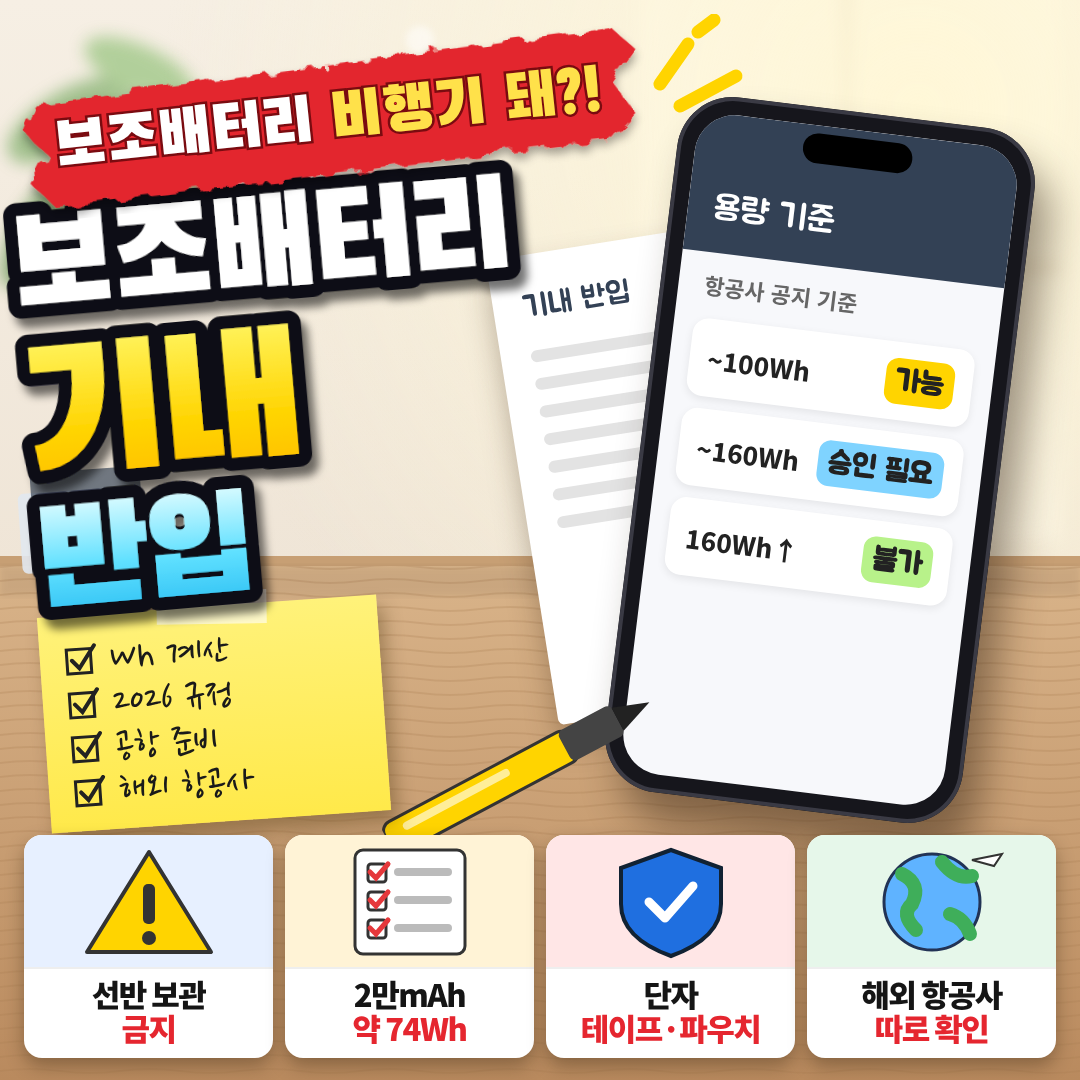 보조배터리 비행기 돼?!
보조배터리
기내
반입
기내 반입
용량 기준
항공사 공지 기준
~100Wh 가능
~160Wh 승인 필요
160Wh↑ 불가
Wh 계산
2026 규정
공항 준비
해외 항공사
선반 보관
금지
2만mAh
약 74Wh
단자
테이프·파우치
해외 항공사
따로 확인